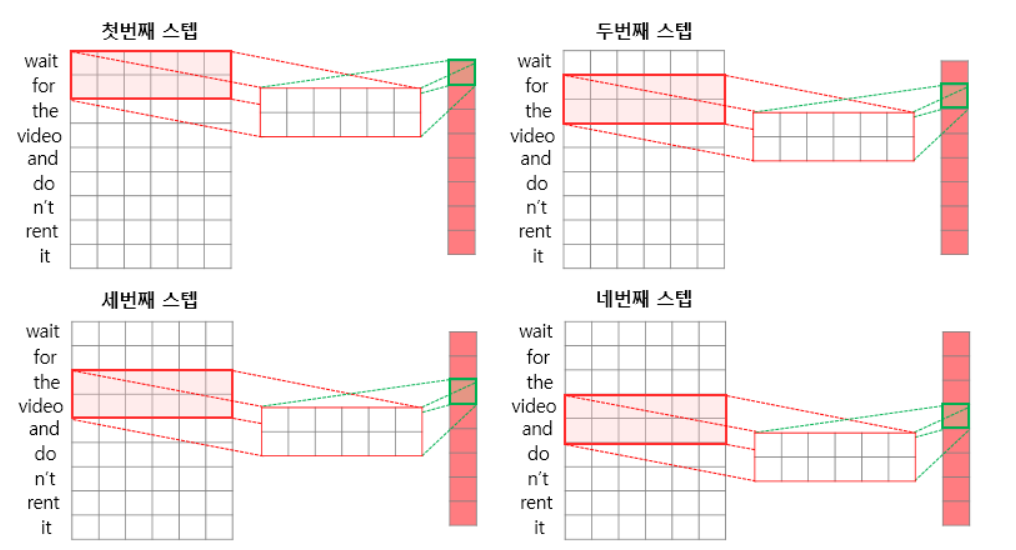 첫번째 스텝
wait
for
the
video
and
do
n't
rent
it
두번째 스텝
wait
for
the
video
and
do
n't
rent
it
세번째 스텝
wait
for
the
video
and
do
n't
rent
it
네번째 스텝
wait
for
the
video
and
do
n't
rent
it